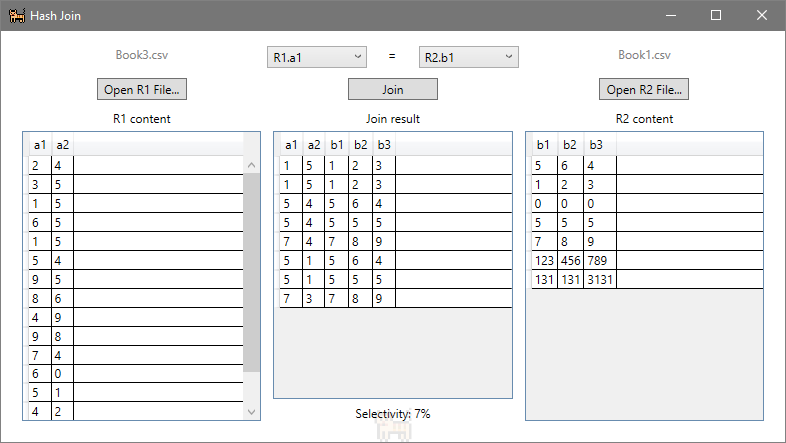 Hash Join
Book3.csv
R1.a1 = R2.b1
Book1.csv
Open R1 File...
Join
Open R2 File...
R1 content
Join result
R2 content
a1 a2
2 4
3 5
1 5
6 5
1 5
5 4
9 5
8 6
4 9
9 8
7 4
6 0
5 1
4 2
a1 a2 b1 b2 b3
1 5 1 2 3
1 5 1 2 3
5 4 5 6 4
5 4 5 5 5
7 4 7 8 9
5 1 5 6 4
5 1 5 5 5
7 3 7 8 9
b1 b2 b3
5 6 4
1 2 3
0 0 0
5 5 5
7 8 9
123 456 789
131 131 3131
Selectivity: 7%